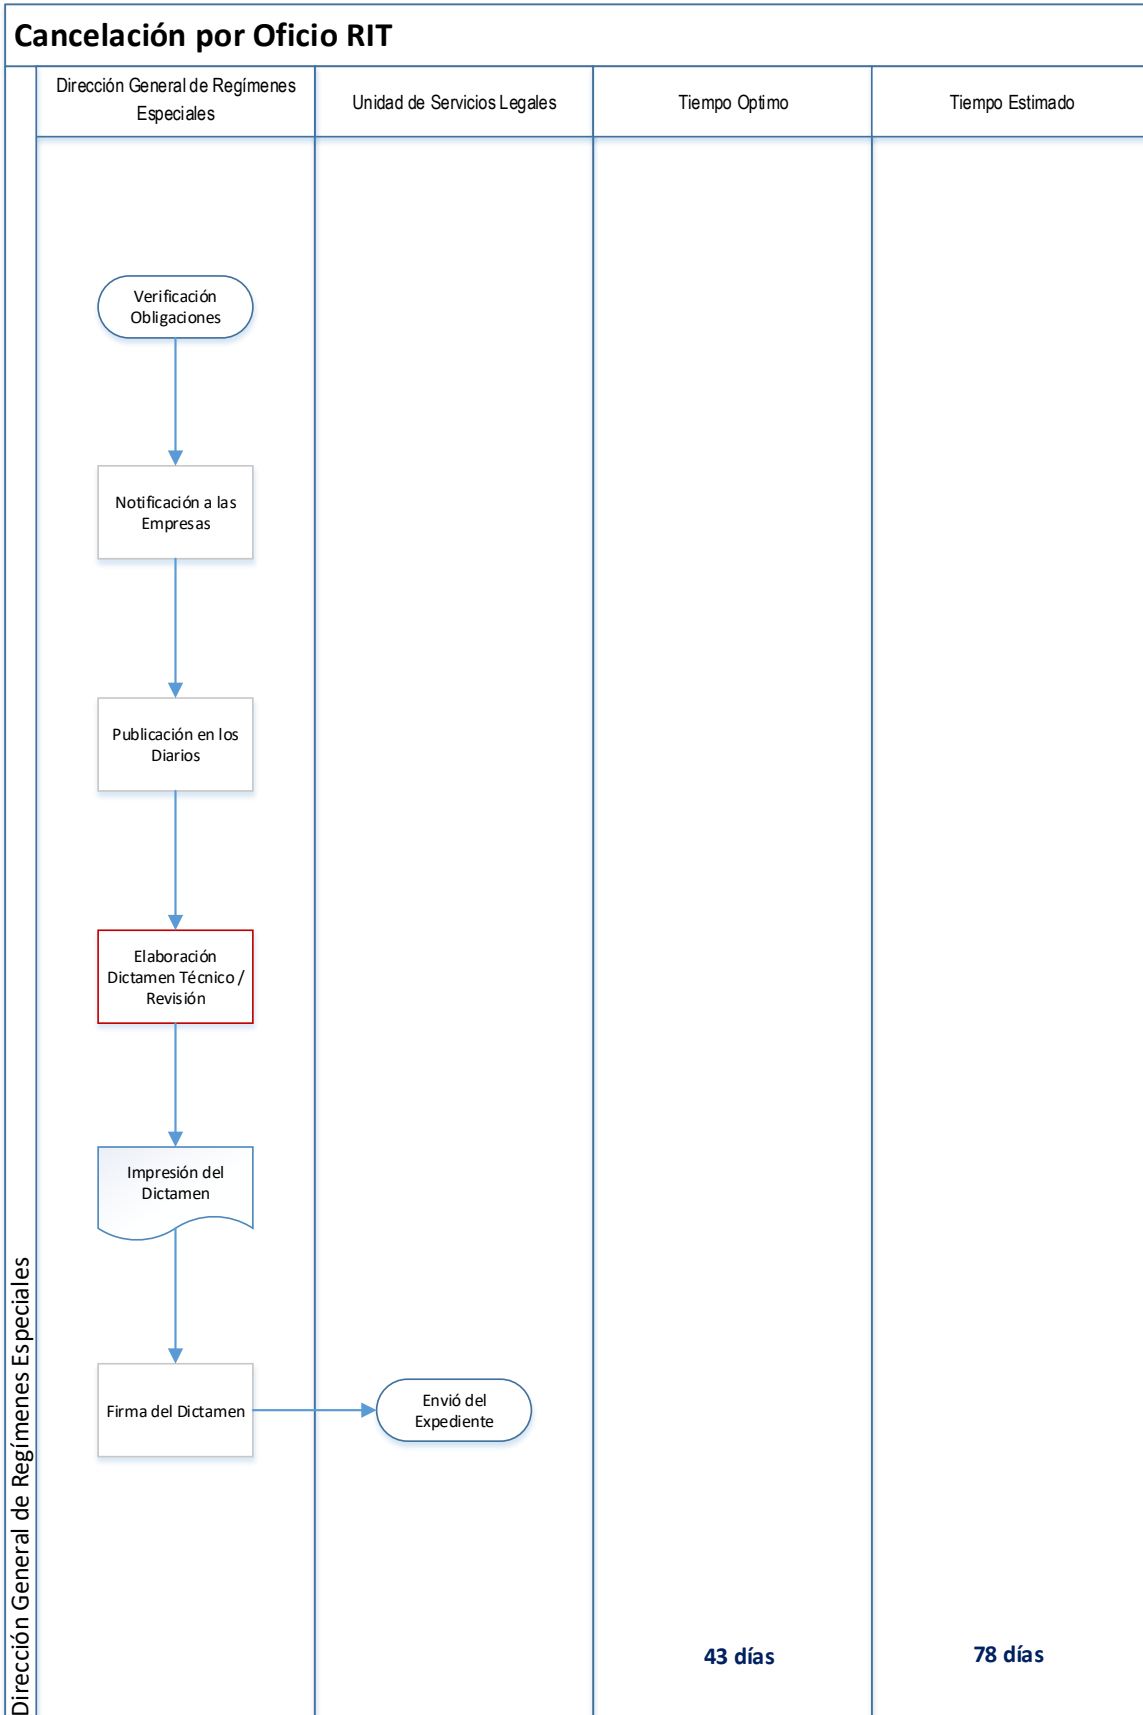 Cancelación por Oficio RIT
Dirección General de Regímenes
Especiales
Unidad de Servicios Legales
Tiempo Optimo
Tiempo Estimado
Verificación
Obligaciones
Notificación a las
Empresas
Publicación en los
Diarios
Elaboración
Dictamen Técnico /
Revisión
Impresión del
Dictamen
Firma del Dictamen
Envió del
Expediente
Dirección General de Regímenes Especiales
43 días
78 días